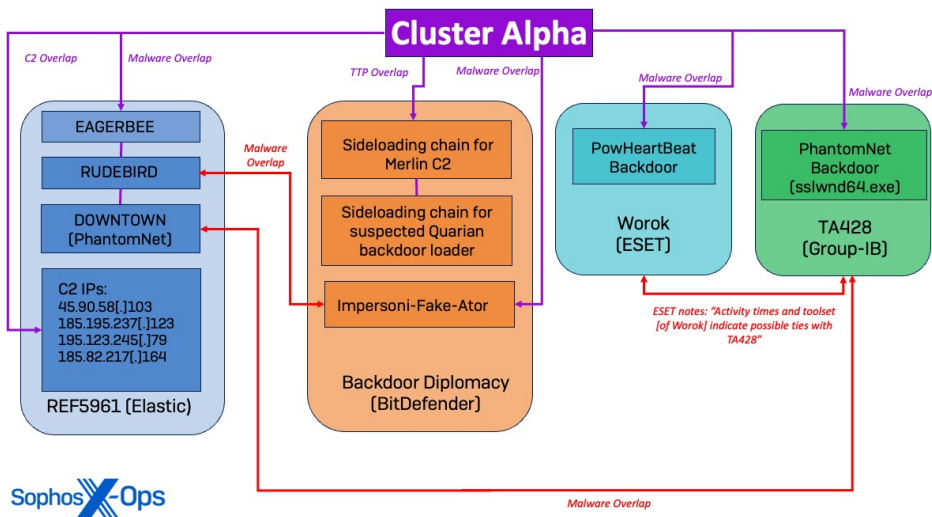 Cluster Alpha
C2 Overlap
Malware Overlap
TTP Overlap
Malware Overlap
Malware Overlap
Malware Overlap
EAGERBEE
RUDEBIRD
DOWNTOWN
(PhantomNet)
C2 IPs:
45.90.58[.]103
185.195.237[.]123
195.123.245[.]79
185.82.217[.]164
REF5961 (Elastic)
Malware
Overlap
Sideloading chain for
Merlin C2
Sideloading chain for
suspected Quarian
backdoor loader
Impersoni-Fake-Ator
Backdoor Diplomacy
(BitDefender)
PowHeartBeat
Backdoor
Worok
(ESET)
PhantomNet
Backdoor
(sslwnd64.exe)
TA428
(Group-IB)
ESET notes: “Activity times and toolset
[of Worok] indicate possible ties with
TA428”
Malware Overlap
Sophos X-Ops